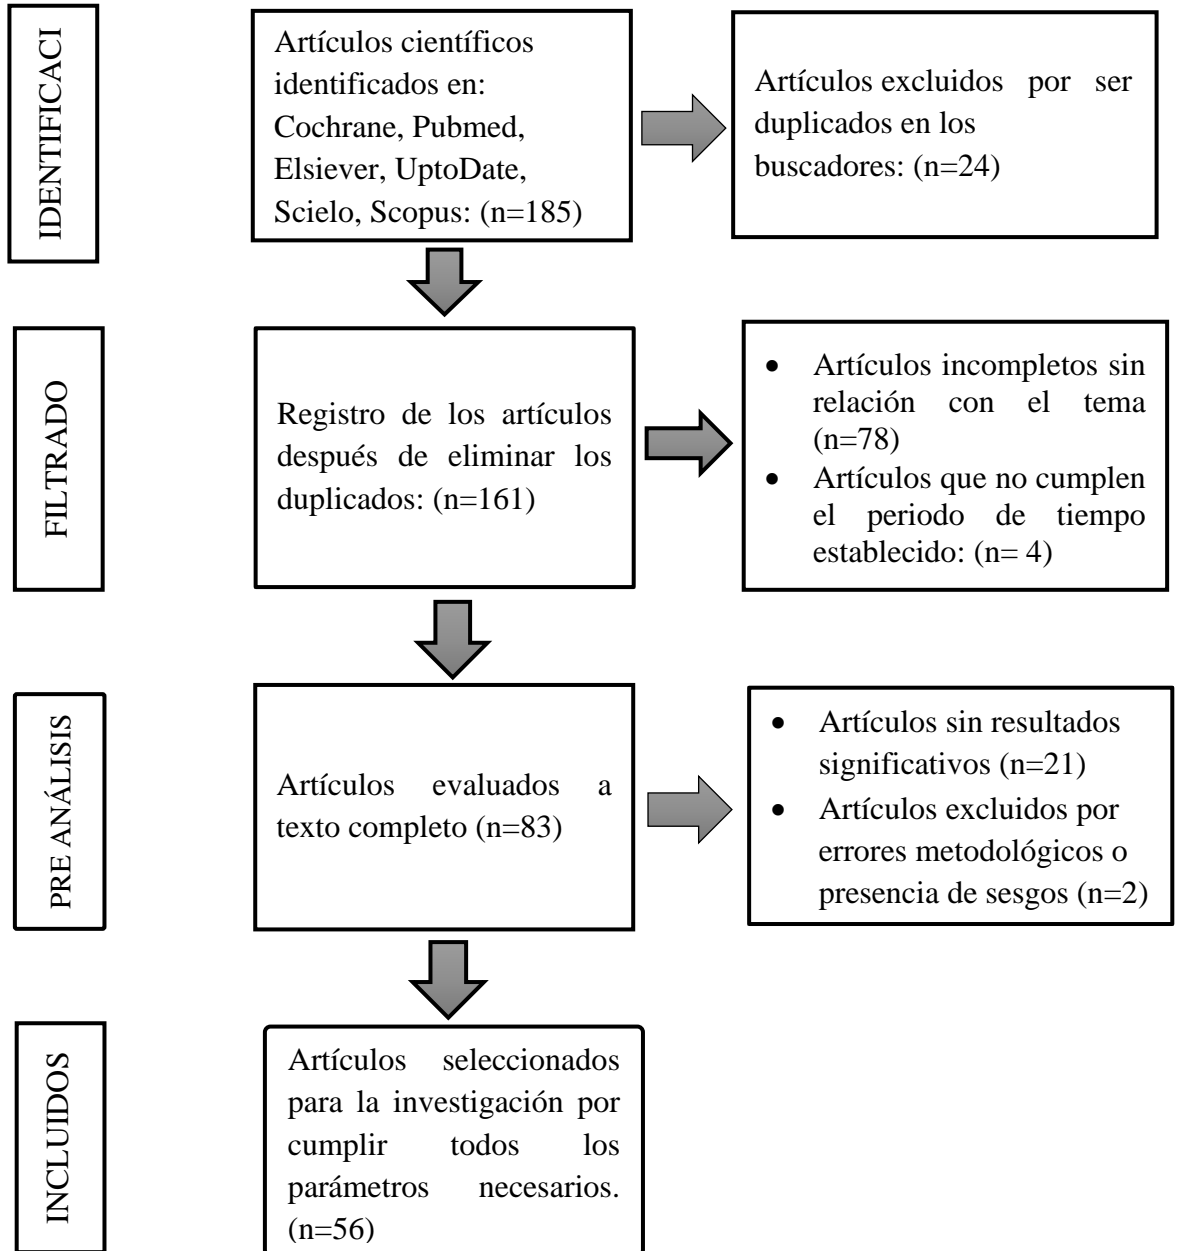 IDENTIFICACI
Artículos científicos
identificados en:
Cochrane, Pubmed,
Elsiever, UptoDate,
Scielo, Scopus: (n=185)
Artículos excluidos por ser
duplicados en los
buscadores: (n=24)
FILTRADO
Registro de los artículos
después de eliminar los
duplicados: (n=161)
• Artículos incompletos sin
relación con el tema
(n=78)
• Artículos que no cumplen
el periodo de tiempo
establecido: (n= 4)
PRE ANÁLISIS
Artículos evaluados a
texto completo (n=83)
• Artículos sin resultados
significativos (n=21)
• Artículos excluidos por
errores metodológicos o
presencia de sesgos (n=2)
INCLUIDOS
Artículos seleccionados
para la investigación por
cumplir todos los
parámetros necesarios.
(n=56)